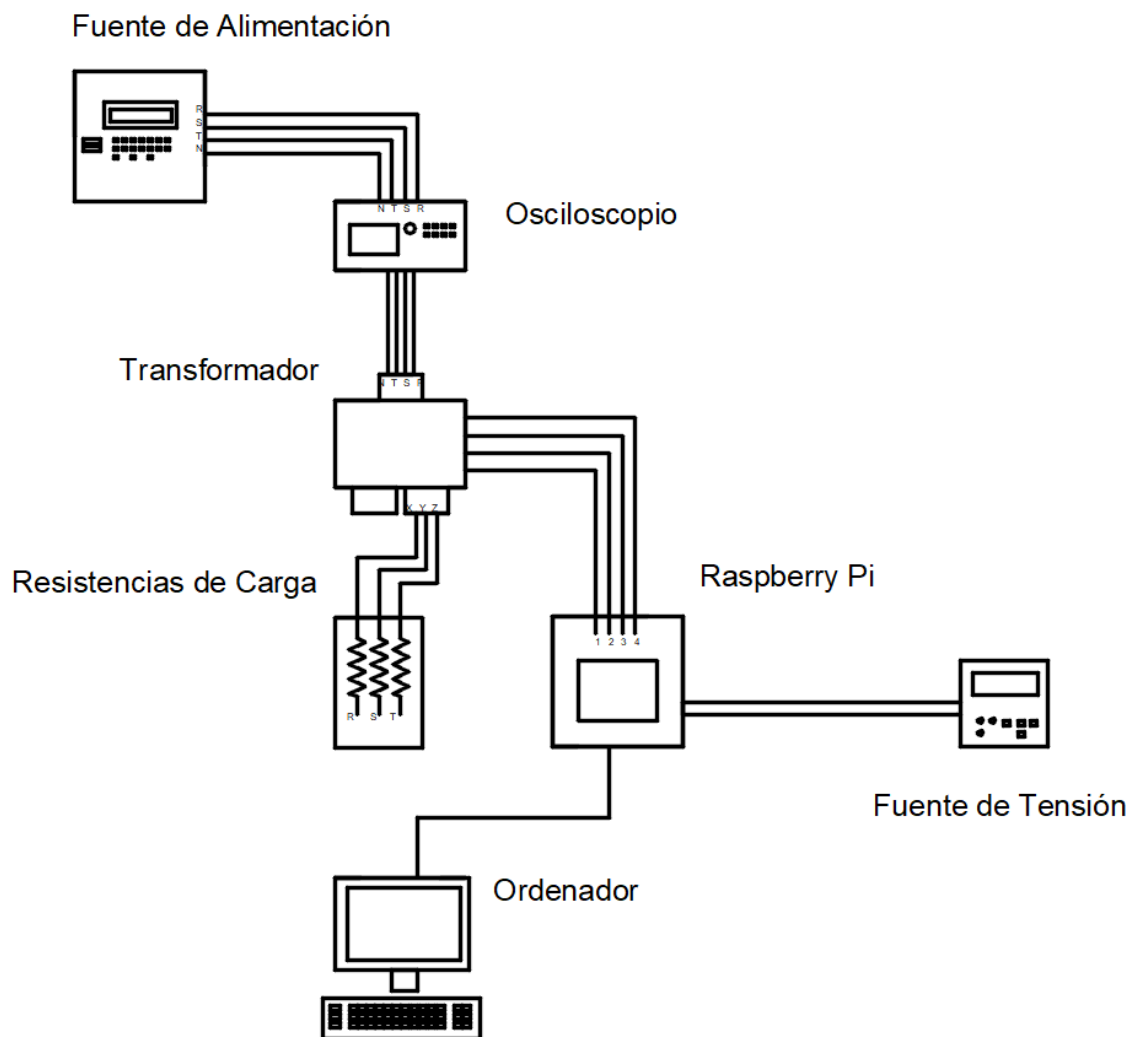 Fuente de Alimentación
R
S
T
N
N T S R
Osciloscopio
Transformador
N T S R
X Y Z
Resistencias de Carga
Raspberry Pi
1 2 3 4
R S T
Fuente de Tensión
Ordenador